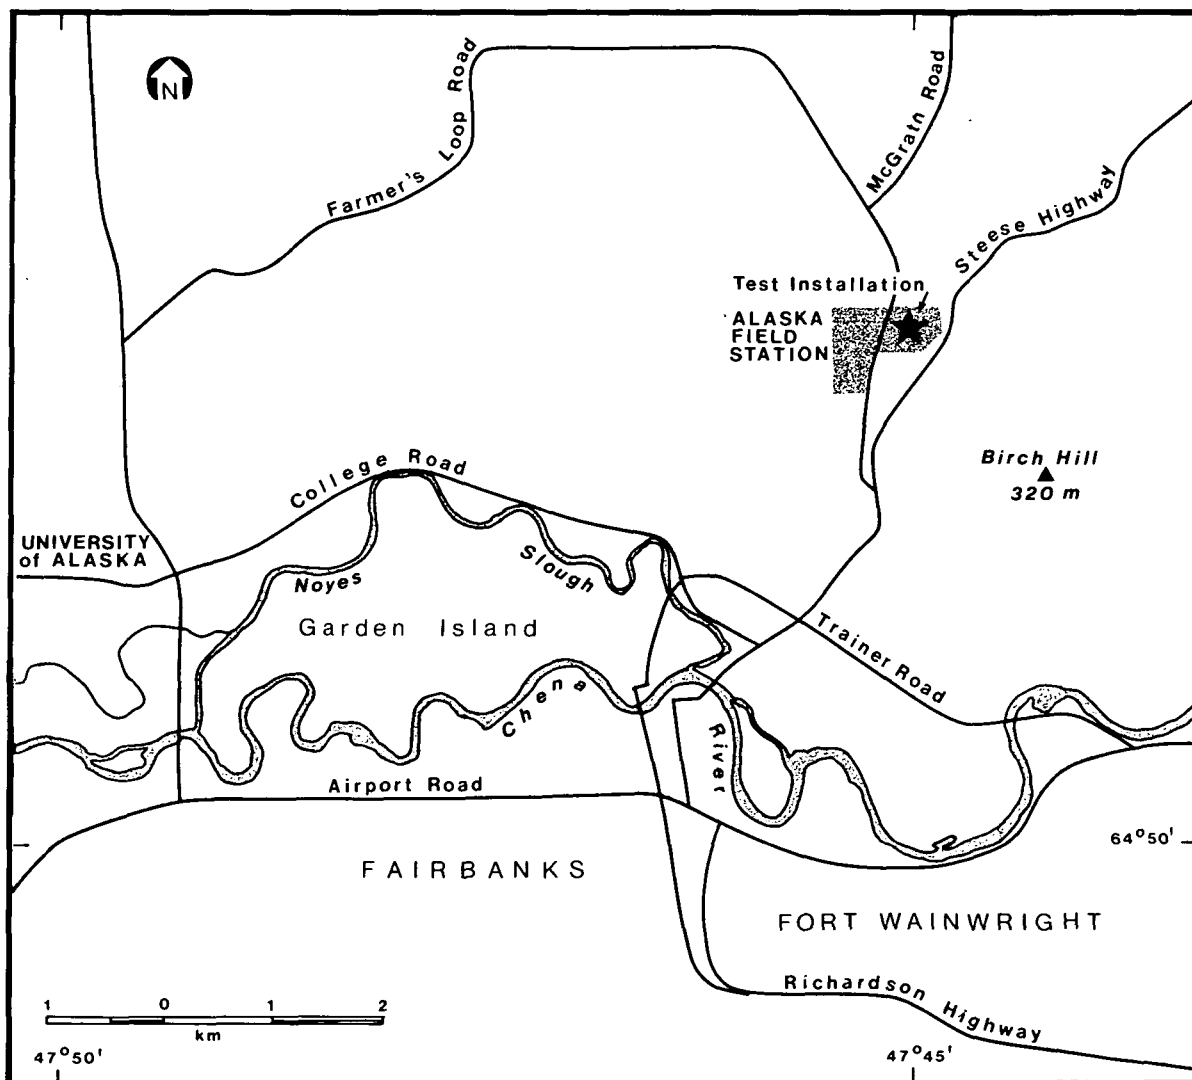 N
Farmer's Loop Road
McGratn Road
Steese Highway
Test Installation
ALASKA
FIELD
STATION
Birch Hill
320 m
College Road
UNIVERSITY
of ALASKA
Noyes Slough
Garden Island
Trainer Road
Chena River
Airport Road
64°50'
FAIRBANKS
FORT WAINWRIGHT
Richardson Highway
1 0 1 2
km
47°50'
47°45'